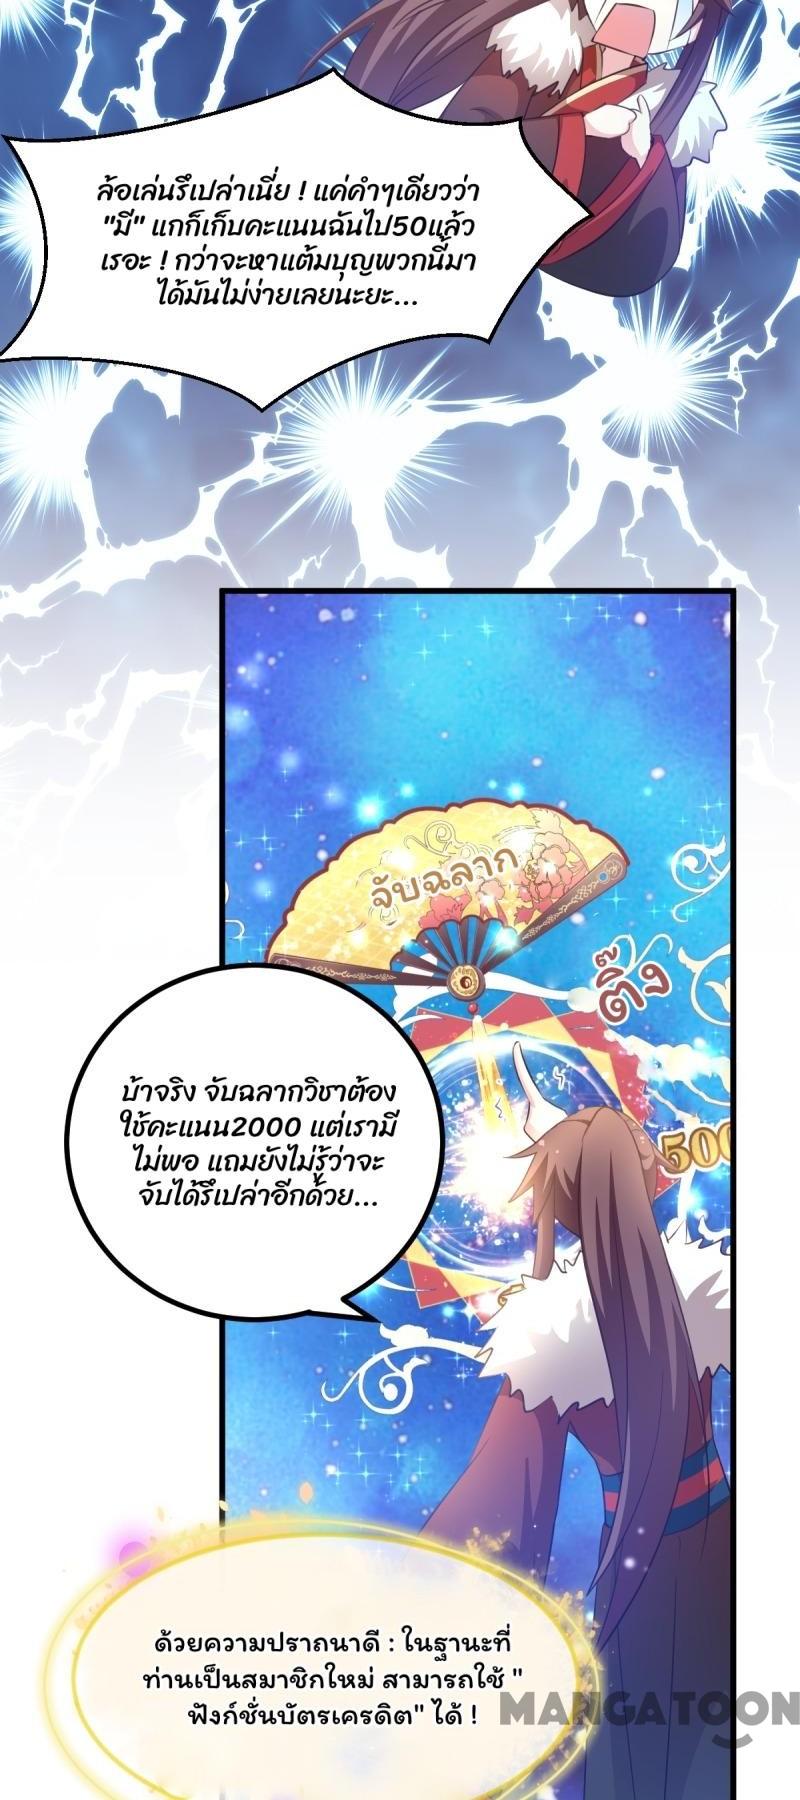 ล้อเล่นรึเปล่าเนี่ย ! แค่คำๆเดียวว่า
"มี" แกก็เก็บคะแนนฉันไป50แล้ว
เรอะ ! กว่าจะหาแต้มบุญพวกนี้มา
ได้มันไม่ง่ายเลยนะยะ...
จับฉลาก
ติ๊ง
บ้าจริง จับฉลากวิชาต้อง
ใช้คะแนน2000 แต่เรามี
ไม่พอ แถมยังไม่รู้ว่าจะ
จับได้รึเปล่าอีกด้วย...
500
ด้วยความปราถนาดี : ในฐานะที่
ท่านเป็นสมาชิกใหม่ สามารถใช้ "
ฟังก์ชั่นบัตรเครดิต" ได้ !
MANGATOON